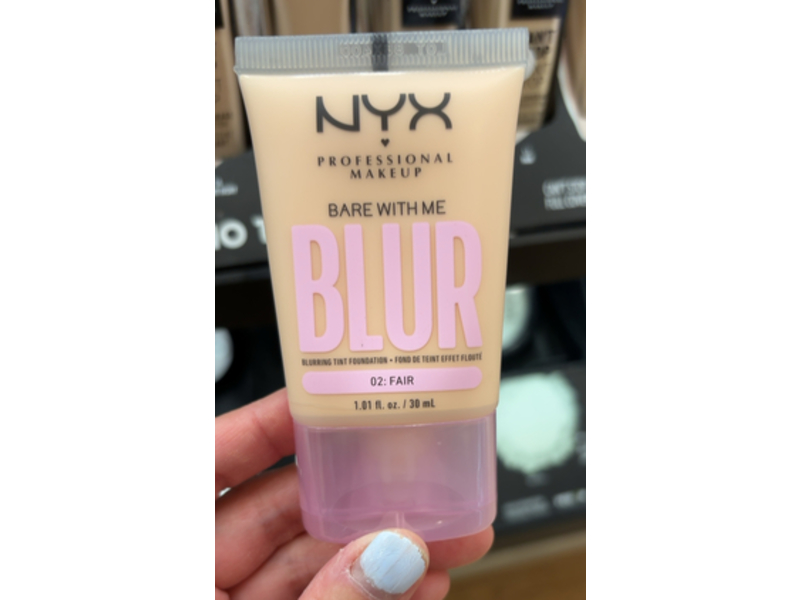 NYX
PROFESSIONAL
MAKEUP
BARE WITH ME
BLUR
BLURRING TINT FOUNDATION • FOND DE TEINT EFFET FLOUTÉ
02: FAIR
1.01 fl. oz. / 30 mL